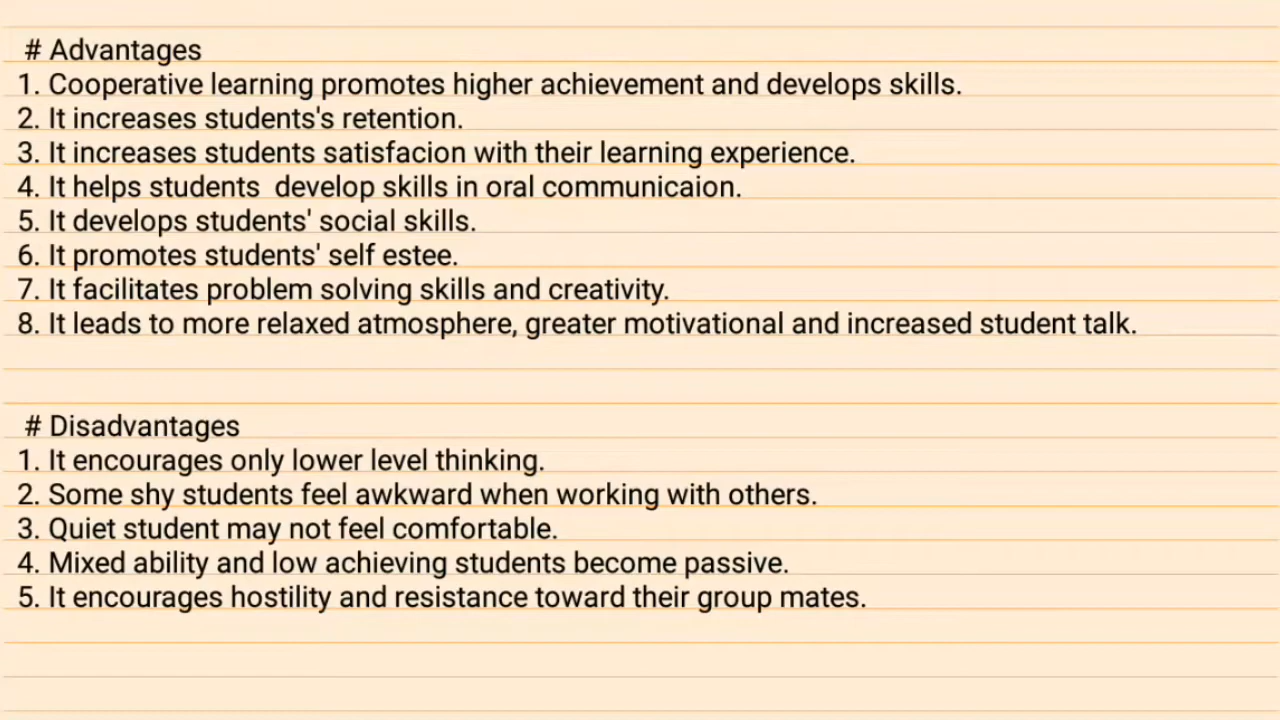 # Advantages
1. Cooperative learning promotes higher achievement and develops skills.
2. It increases students's retention.
3. It increases students satisfacion with their learning experience.
4. It helps students  develop skills in oral communicaion.
5. It develops students' social skills.
6. It promotes students' self estee.
7. It facilitates problem solving skills and creativity.
8. It leads to more relaxed atmosphere, greater motivational and increased student talk.
# Disadvantages
1. It encourages only lower level thinking.
2. Some shy students feel awkward when working with others.
3. Quiet student may not feel comfortable.
4. Mixed ability and low achieving students become passive.
5. It encourages hostility and resistance toward their group mates.